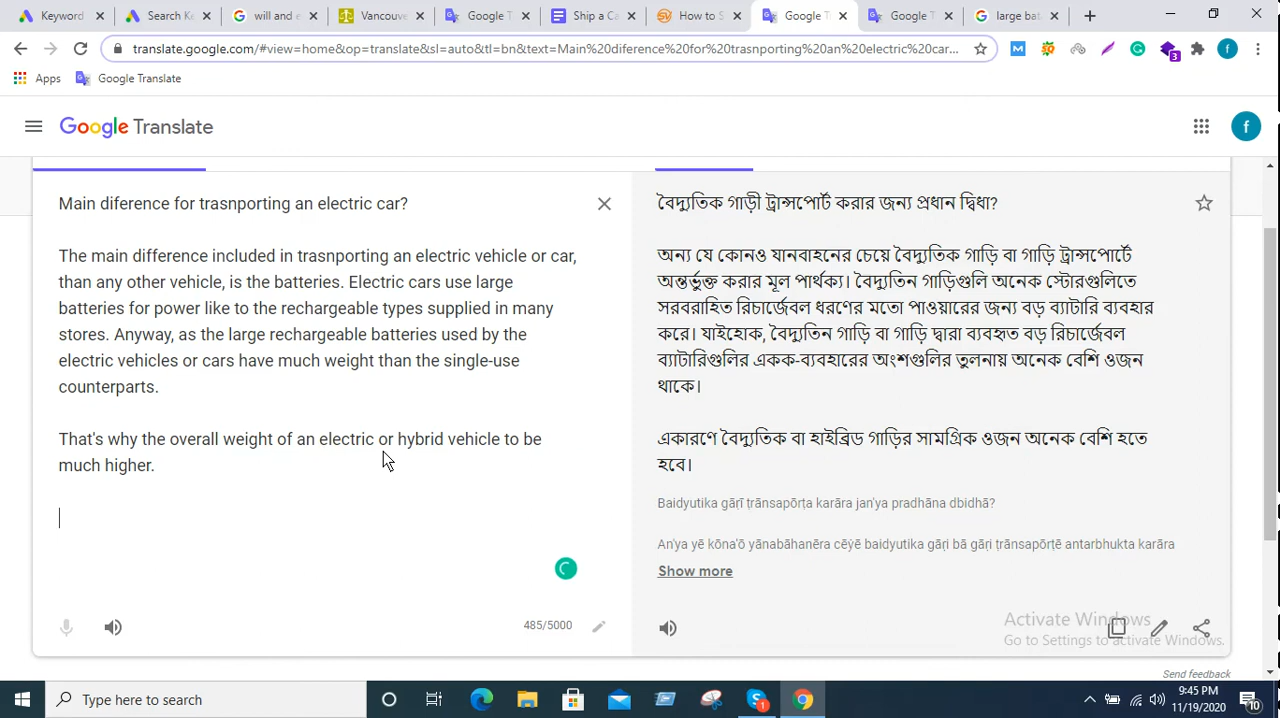 Keyword
Search Ke
will and e
Vancouve
Google T
Ship a Ca
How to s
Google T
Google T
large bat
translate.google.com/#view=home&op=translate&sl=auto&tl=bn&text=Main%20diference%20for%20trasnporting%20an%20electric%20car...
Apps
Google Translate
Google Translate
Main diference for trasnporting an electric car?
The main difference included in trasnporting an electric vehicle or car,
than any other vehicle, is the batteries. Electric cars use large
batteries for power like to the rechargeable types supplied in many
stores. Anyway, as the large rechargeable batteries used by the
electric vehicles or cars have much weight than the single-use
counterparts.
That's why the overall weight of an electric or hybrid vehicle to be
much higher.
485/5000
বৈদ্যুতিক গাড়ী ট্রান্সপোর্ট করার জন্য প্রধান দ্বিধা?
অন্য যে কোনও যানবাহনের চেয়ে বৈদ্যুতিক গাড়ি বা গাড়ি ট্রান্সপোর্টে
অন্তর্ভুক্ত করার মূল পার্থক্য। বৈদ্যুতিন গাড়িগুলি অনেক স্টোরগুলিতে
সরবরাহিত রিচার্জেবল ধরণের মতো পাওয়ারের জন্য বড় ব্যাটারি ব্যবহার
করে। যাইহোক, বৈদ্যুতিন গাড়ি বা গাড়ি দ্বারা ব্যবহৃত বড় রিচার্জেবল
ব্যাটারিগুলির একক-ব্যবহারের অংশগুলির তুলনায় অনেক বেশি ওজন
থাকে।
একারণে বৈদ্যুতিক বা হাইব্রিড গাড়ির সামগ্রিক ওজন অনেক বেশি হতে
হবে।
Baidyutika gāṛī ṭrānsapōrṭa karāra jan'ya pradhāna dbidhā?
An'ya yē kōna'ō yānabāhanēra cēẏē baidyutika gāṛi bā gāṛi ṭrānsapōrṭē antarbhukta karāra
Show more
Activate Windows
Go to Settings to activate Windows.
Send feedback
Type here to search
9:45 PM
11/19/2020